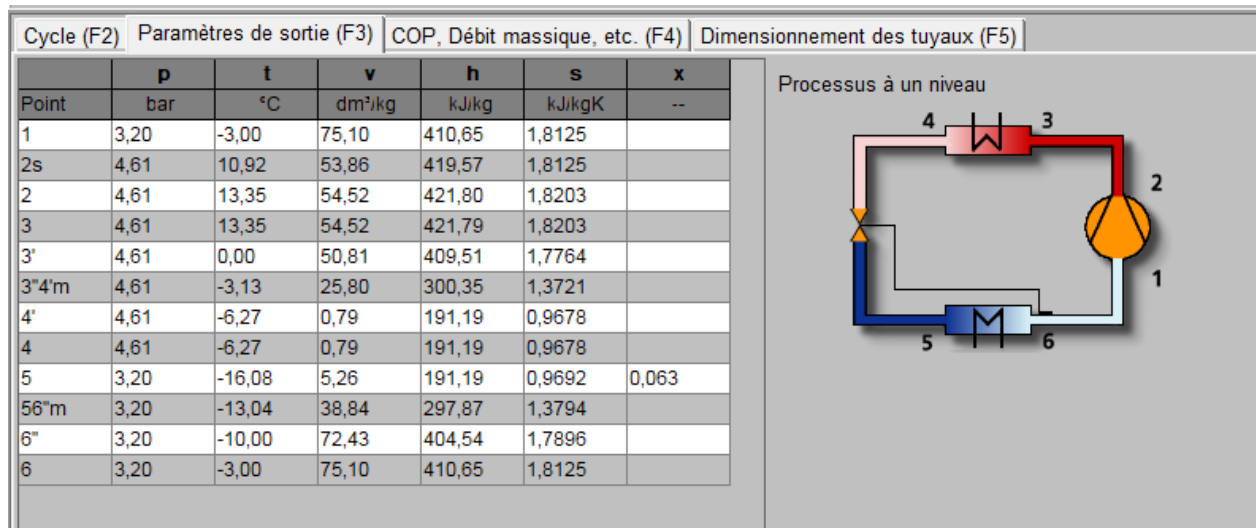 Cycle (F2) Paramètres de sortie (F3) COP, Débit massique, etc. (F4) Dimensionnement des tuyaux (F5)
p t v h s x
Point bar °C dm³/kg kJ/kg kJ/kgK --
1 3,20 -3,00 75,10 410,65 1,8125
2s 4,61 10,92 53,86 419,57 1,8125
2 4,61 13,35 54,52 421,80 1,8203
3 4,61 13,35 54,52 421,79 1,8203
3' 4,61 0,00 50,81 409,51 1,7764
3"4'm 4,61 -3,13 25,80 300,35 1,3721
4' 4,61 -6,27 0,79 191,19 0,9678
4 4,61 -6,27 0,79 191,19 0,9678
5 3,20 -16,08 5,26 191,19 0,9692 0,063
56"m 3,20 -13,04 38,84 297,87 1,3794
6" 3,20 -10,00 72,43 404,54 1,7896
6 3,20 -3,00 75,10 410,65 1,8125
Processus à un niveau
4 3
2
1
5 6